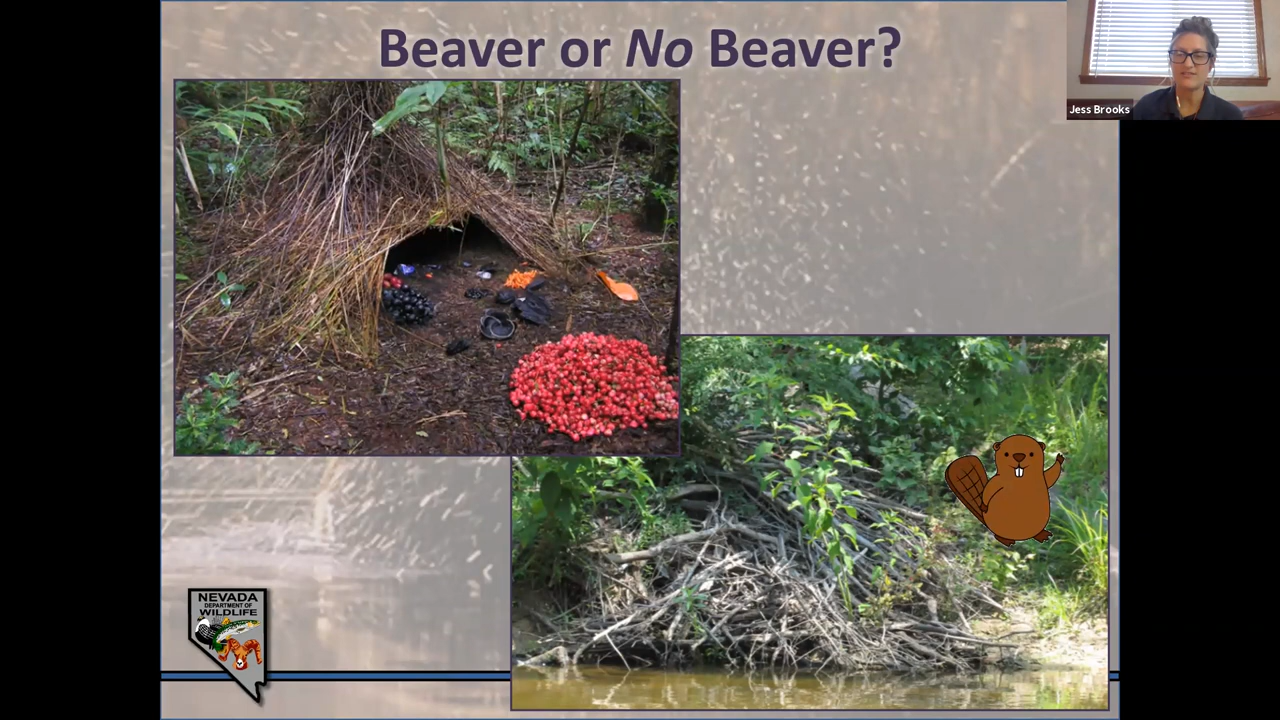 Beaver or No Beaver?
Jess Brooks
NEVADA
DEPARTMENT OF
WILDLIFE